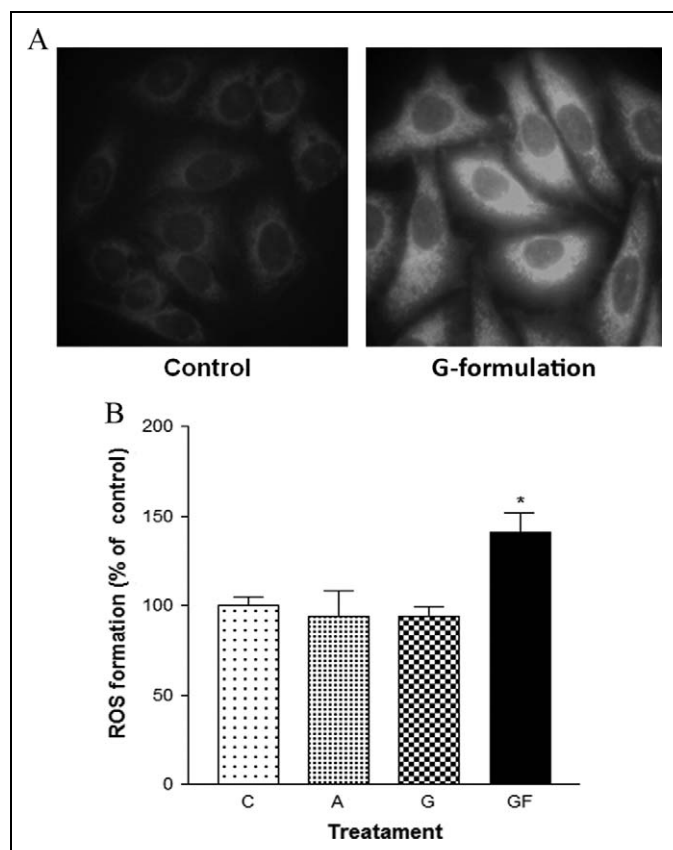 A
Control
G-formulation
B
ROS formation (% of control)
200
150
100
50
0
*
C
A
G
GF
Treatament